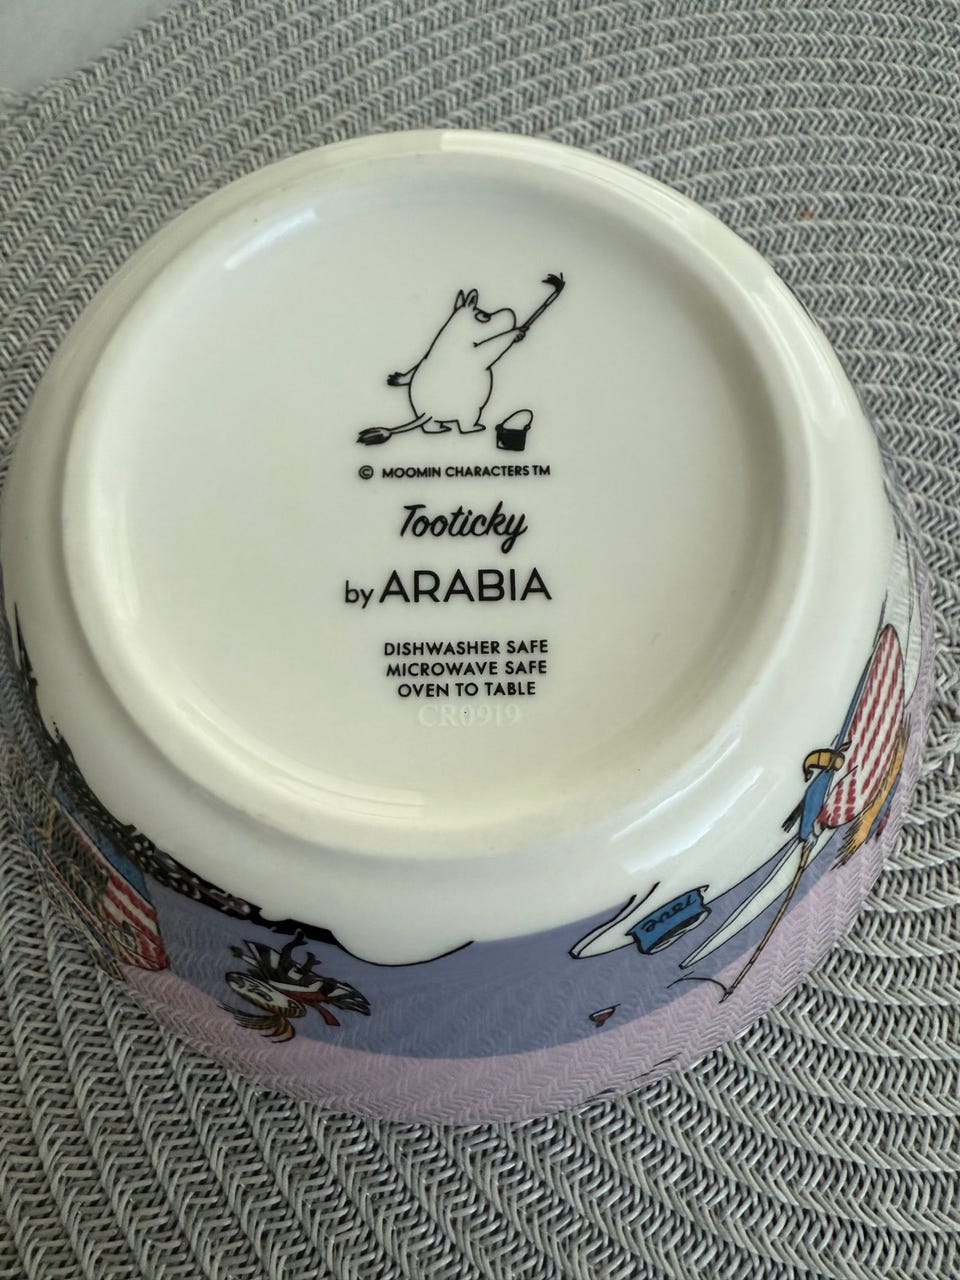 © MOOMIN CHARACTERS TM
Tooticky
by ARABIA
DISHWASHER SAFE
MICROWAVE SAFE
OVEN TO TABLE
CR0919